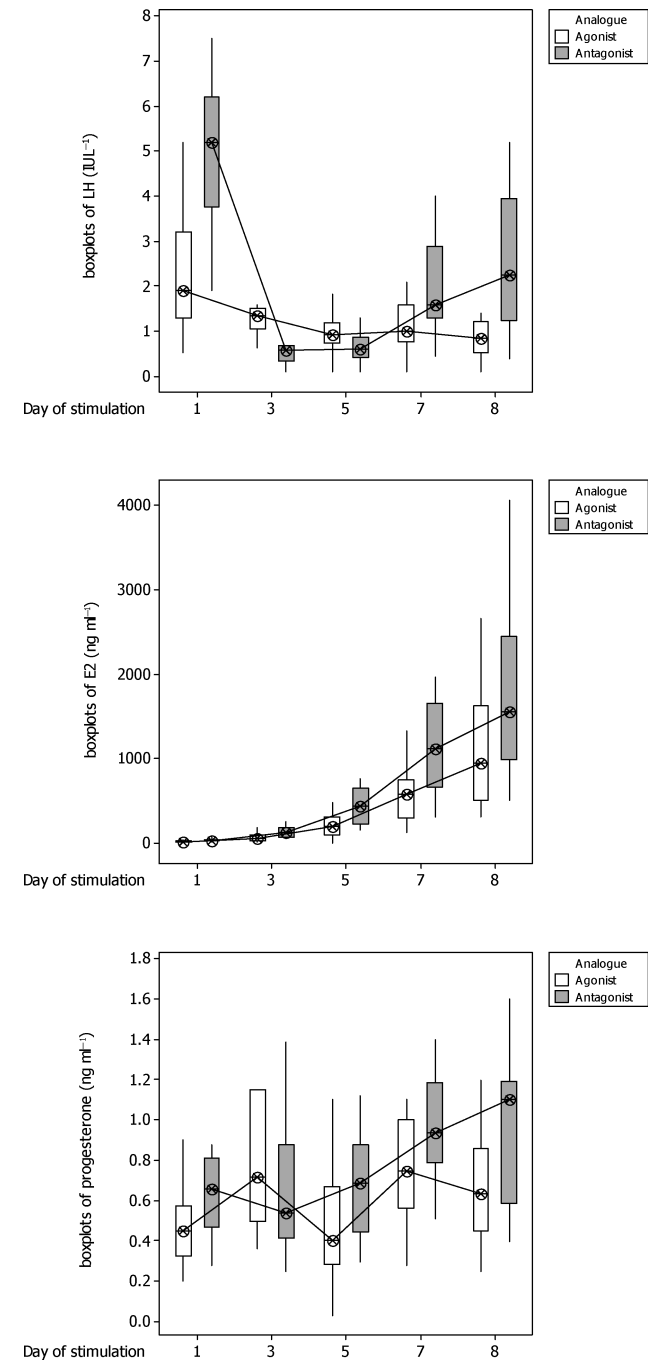 8
7
6
5
4
3
2
1
0
boxplots of LH (IUL⁻¹)
Analogue
Agonist
Antagonist
Day of stimulation 1 3 5 7 8
4000
3000
2000
1000
0
boxplots of E2 (ng ml⁻¹)
Analogue
Agonist
Antagonist
Day of stimulation 1 3 5 7 8
1.8
1.6
1.4
1.2
1.0
0.8
0.6
0.4
0.2
0.0
boxplots of progesterone (ng ml⁻¹)
Analogue
Agonist
Antagonist
Day of stimulation 1 3 5 7 8